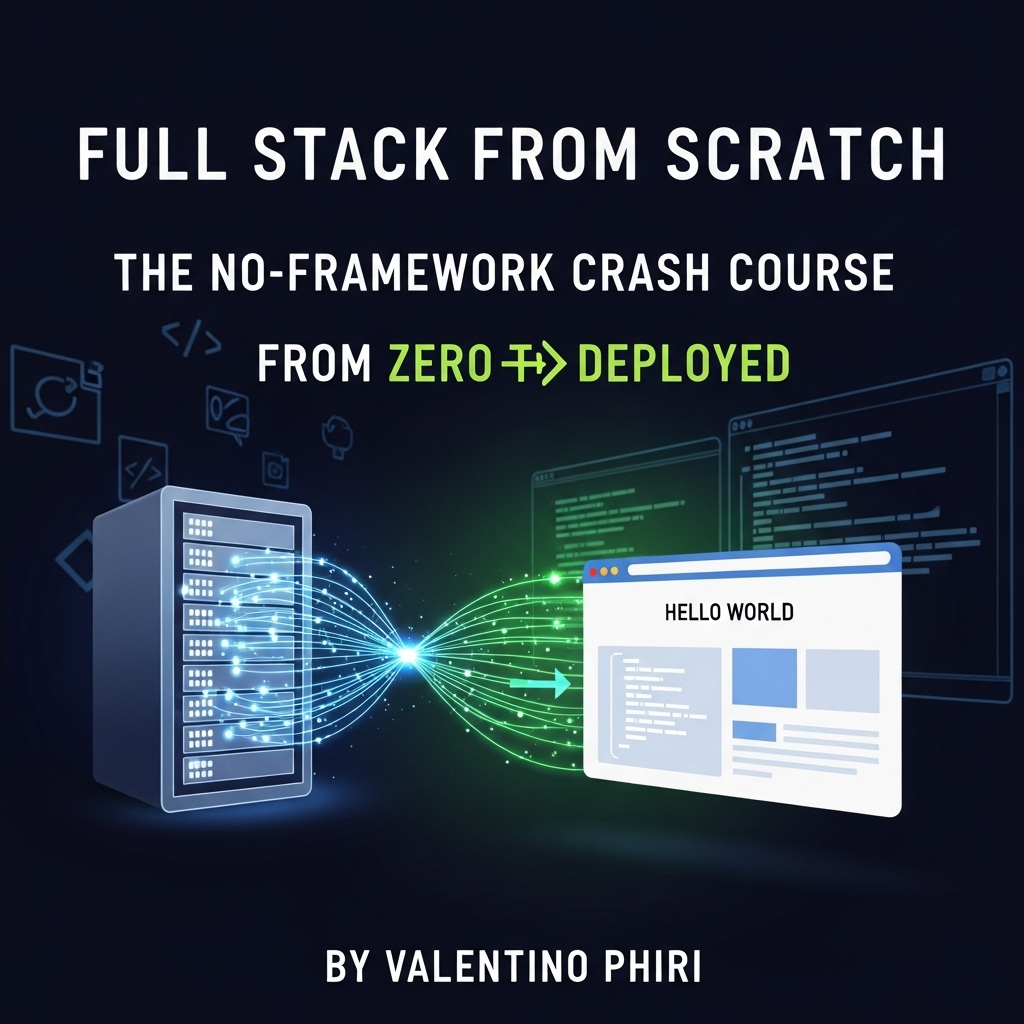 FULL STACK FROM SCRATCH
THE NO-FRAMEWORK CRASH COURSE
FROM ZERO DEPLOYED
</>
</>
HELLO WORLD
BY VALENTINO PHIRI